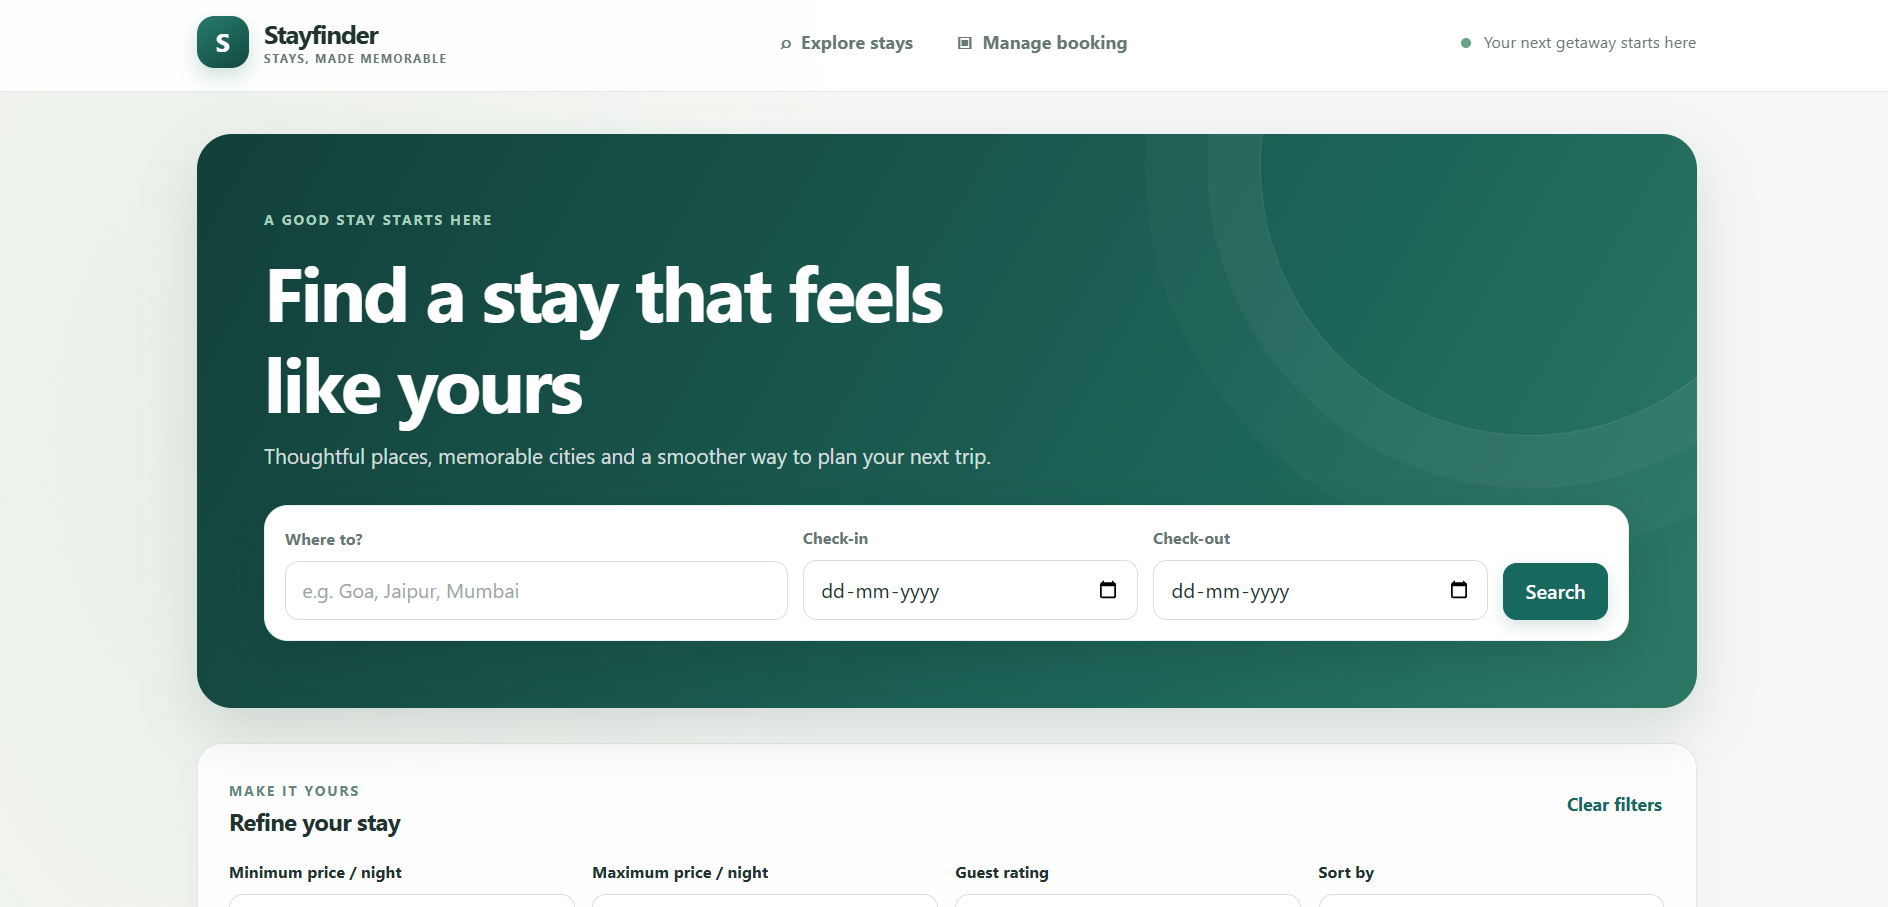 S
Stayfinder
STAYS, MADE MEMORABLE
Explore stays
Manage booking
Your next getaway starts here
A GOOD STAY STARTS HERE
Find a stay that feels
like yours
Thoughtful places, memorable cities and a smoother way to plan your next trip.
Where to?
Check-in
Check-out
e.g. Goa, Jaipur, Mumbai
dd-mm-yyyy
dd-mm-yyyy
Search
MAKE IT YOURS
Refine your stay
Clear filters
Minimum price / night
Maximum price / night
Guest rating
Sort by